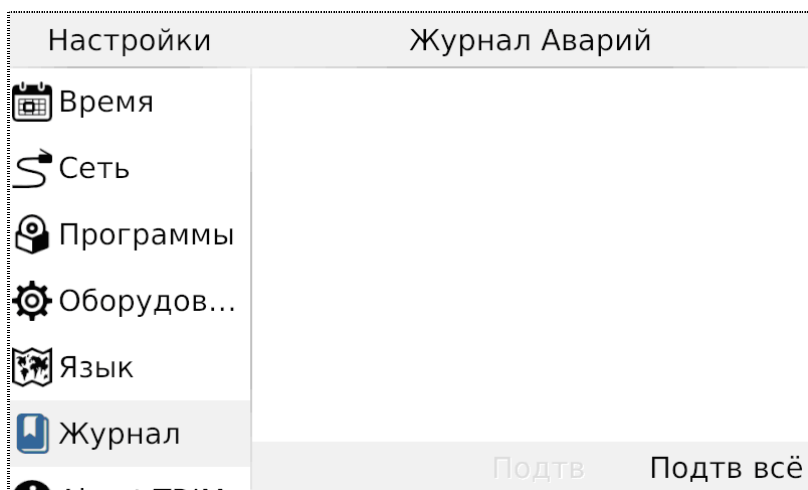 Настройки
Журнал Аварий
Время
Сеть
Программы
Оборудов...
Язык
Журнал
Подтв
Подтв всё